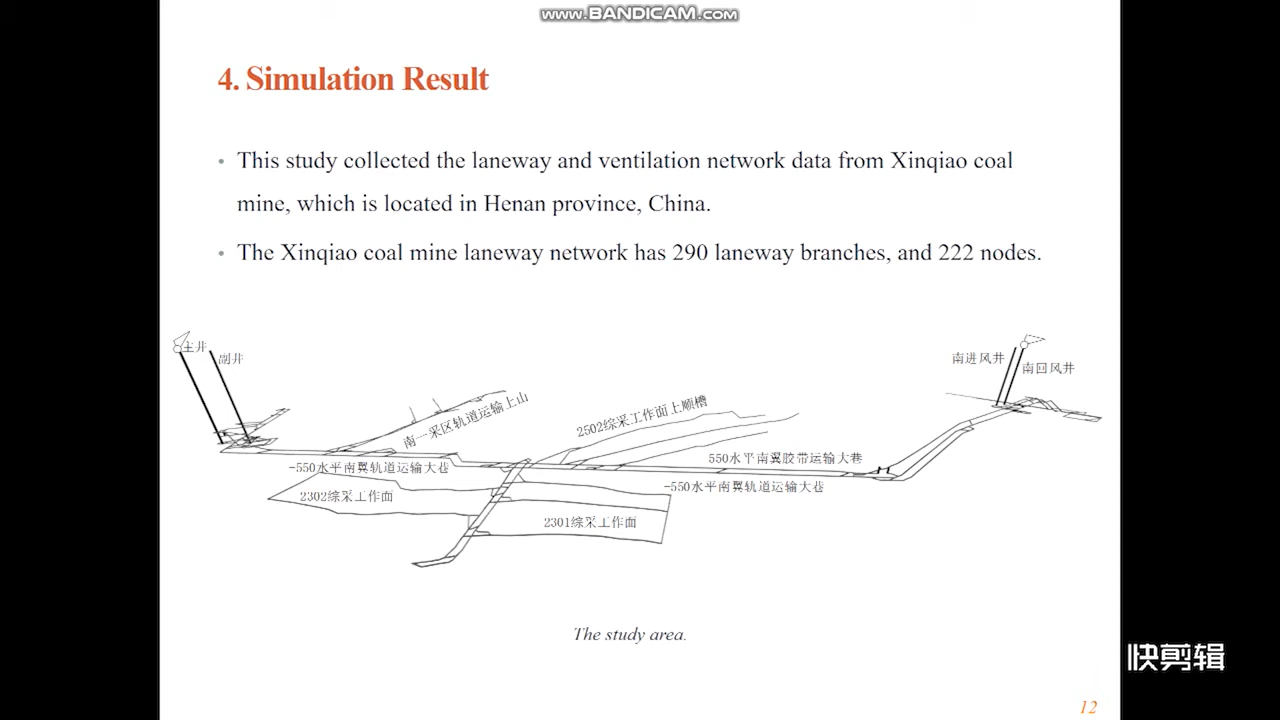 www.BANDICAM.com
4. Simulation Result
• This study collected the laneway and ventilation network data from Xinqiao coal
mine, which is located in Henan province, China.
• The Xinqiao coal mine laneway network has 290 laneway branches, and 222 nodes.
主井
副井
南进风井
南回风井
南一采区轨道运输上山
2502综采工作面上顺槽
550水平南翼胶带运输大巷
-550水平南翼轨道运输大巷
-550水平南翼轨道运输大巷
2302综采工作面
2301综采工作面
The study area.
快剪辑
12